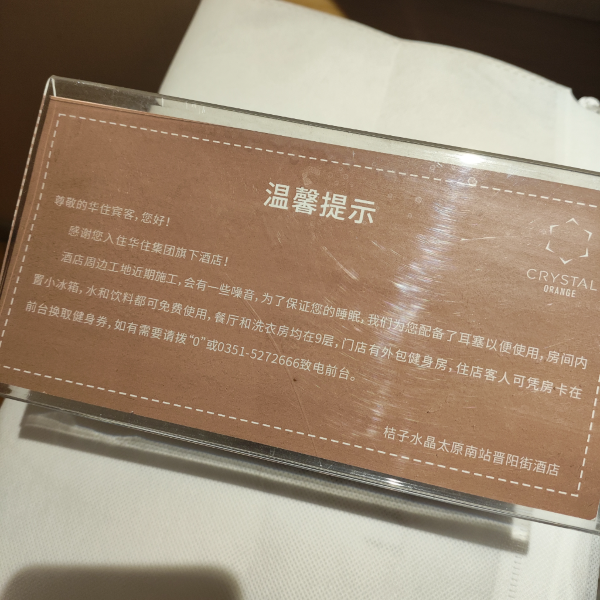 温馨提示
CRYSTAL
ORANGE
尊敬的华住宾客,您好!
感谢您入住华住集团旗下酒店!
酒店周边工地近期施工,会有一些噪音,为了保证您的睡眠,我们为您配备了耳塞以便使用,房间内
置小冰箱,水和饮料都可免费使用,餐厅和洗衣房均在9层,门店有外包健身房,住店客人可凭房卡在
前台换取健身券,如有需要请拨“0”或0351-5272666致电前台。
桔子水晶太原南站晋阳街酒店